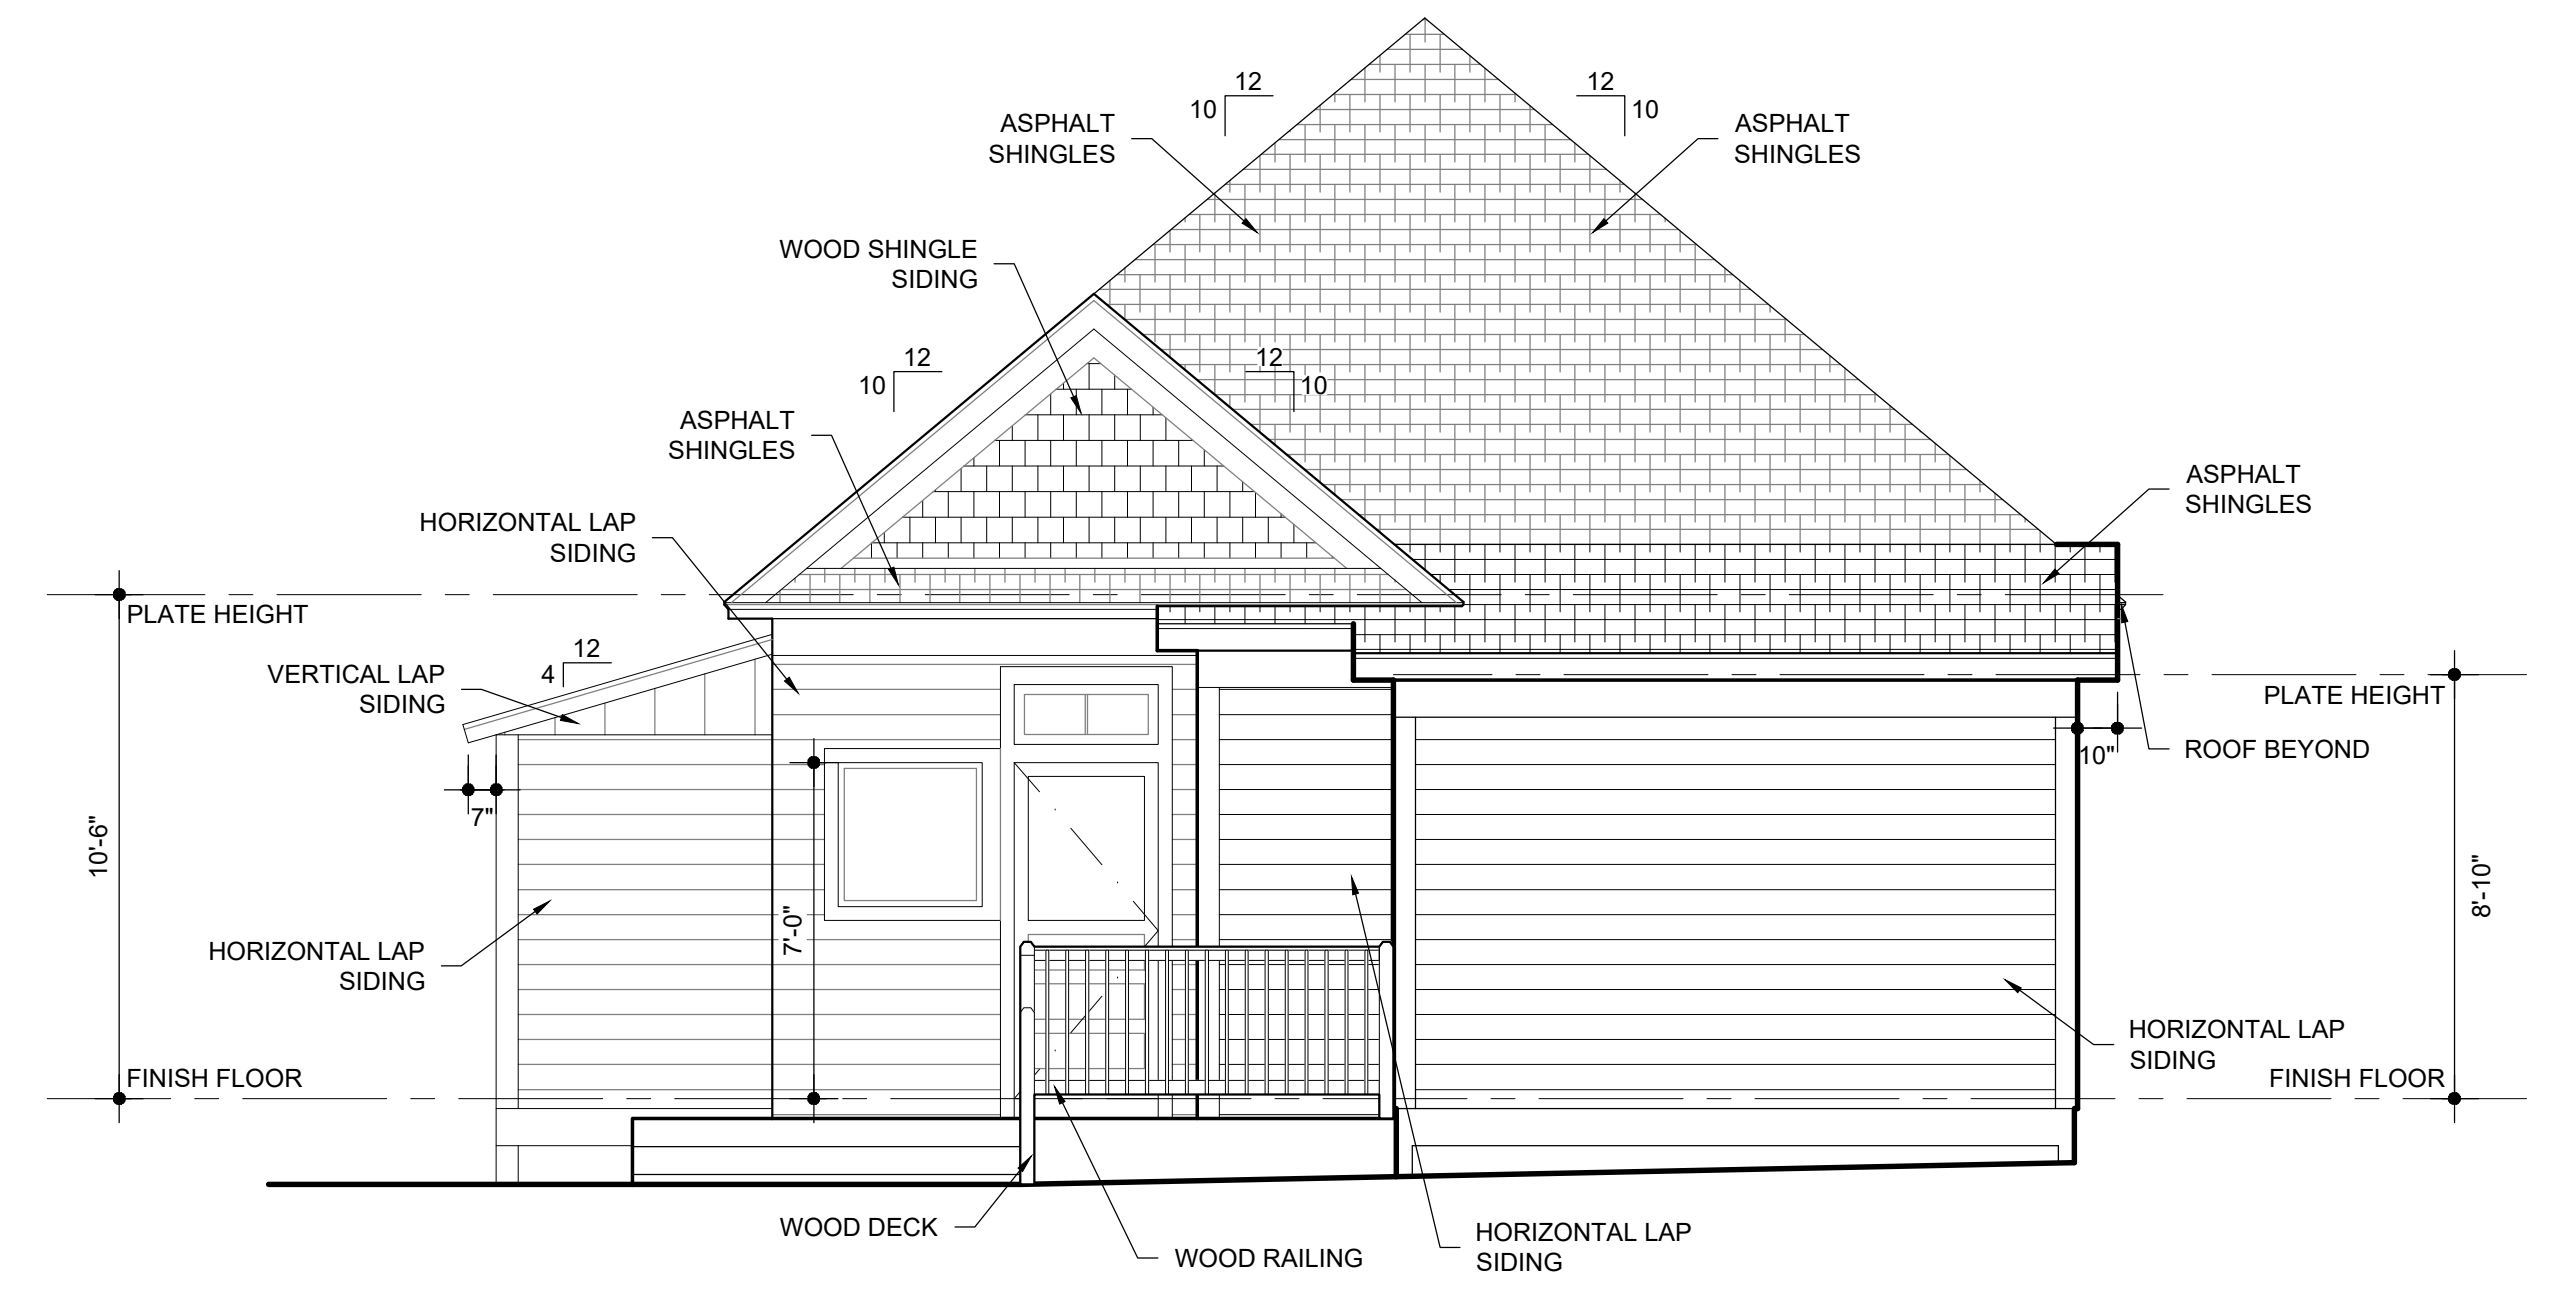 12
10
12
10
ASPHALT
SHINGLES
ASPHALT
SHINGLES
WOOD SHINGLE
SIDING
12
10
12
10
ASPHALT
SHINGLES
ASPHALT
SHINGLES
HORIZONTAL LAP
SIDING
PLATE HEIGHT
12
4
VERTICAL LAP
SIDING
PLATE HEIGHT
10"
ROOF BEYOND
7"
10'-6"
7'-0"
8'-10"
HORIZONTAL LAP
SIDING
HORIZONTAL LAP
SIDING
FINISH FLOOR
FINISH FLOOR
WOOD DECK
WOOD RAILING
HORIZONTAL LAP
SIDING